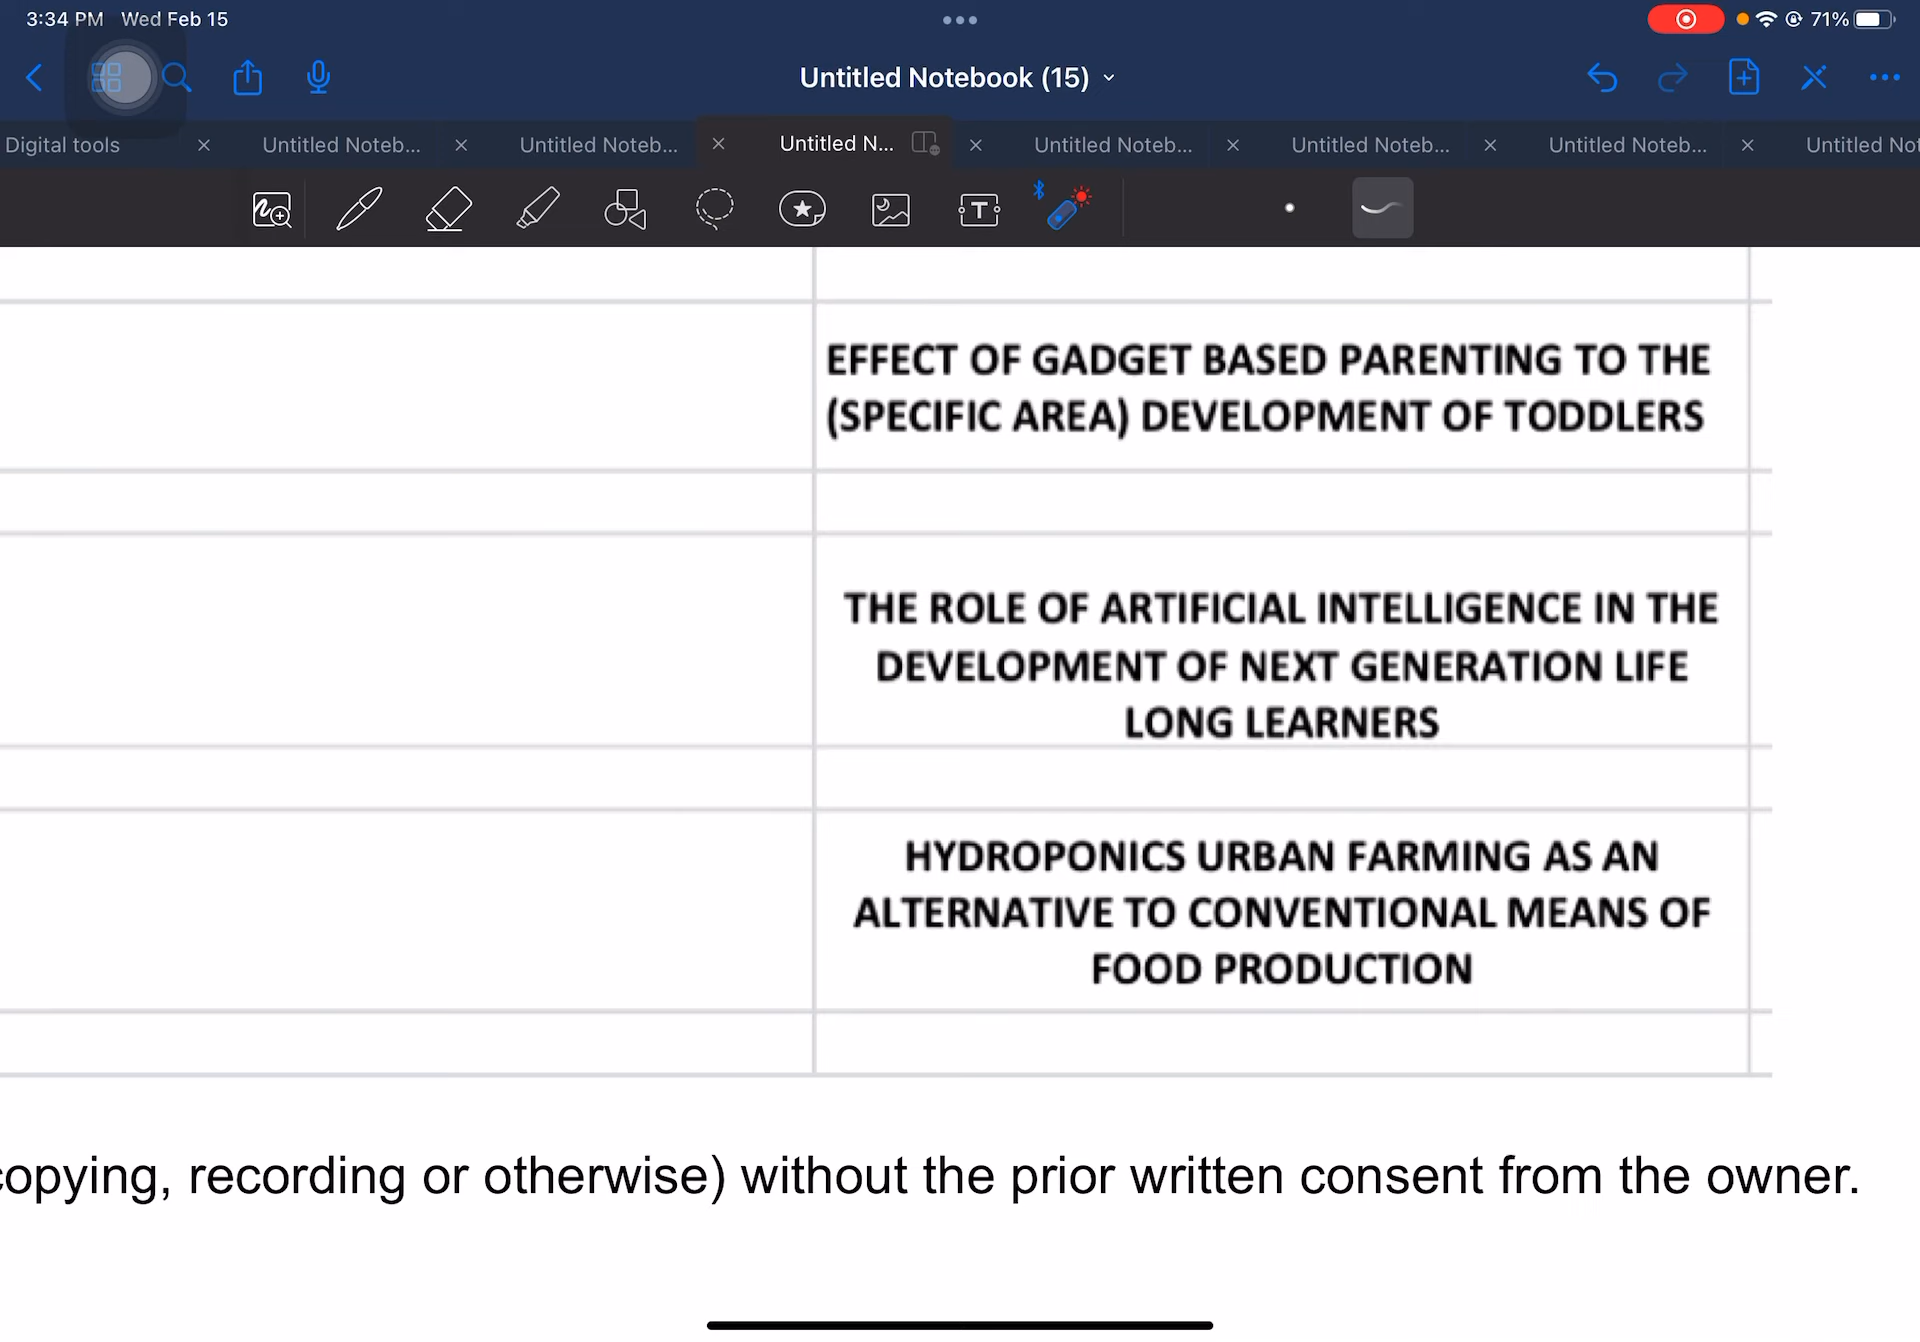 3:34 PM Wed Feb 15
71%
Untitled Notebook (15)
Digital tools
Untitled Noteb...
Untitled Noteb...
Untitled N...
Untitled Noteb...
Untitled Noteb...
Untitled Noteb...
Untitled Not
T
EFFECT OF GADGET BASED PARENTING TO THE
(SPECIFIC AREA) DEVELOPMENT OF TODDLERS
THE ROLE OF ARTIFICIAL INTELLIGENCE IN THE
DEVELOPMENT OF NEXT GENERATION LIFE
LONG LEARNERS
HYDROPONICS URBAN FARMING AS AN
ALTERNATIVE TO CONVENTIONAL MEANS OF
FOOD PRODUCTION
copying, recording or otherwise) without the prior written consent from the owner.